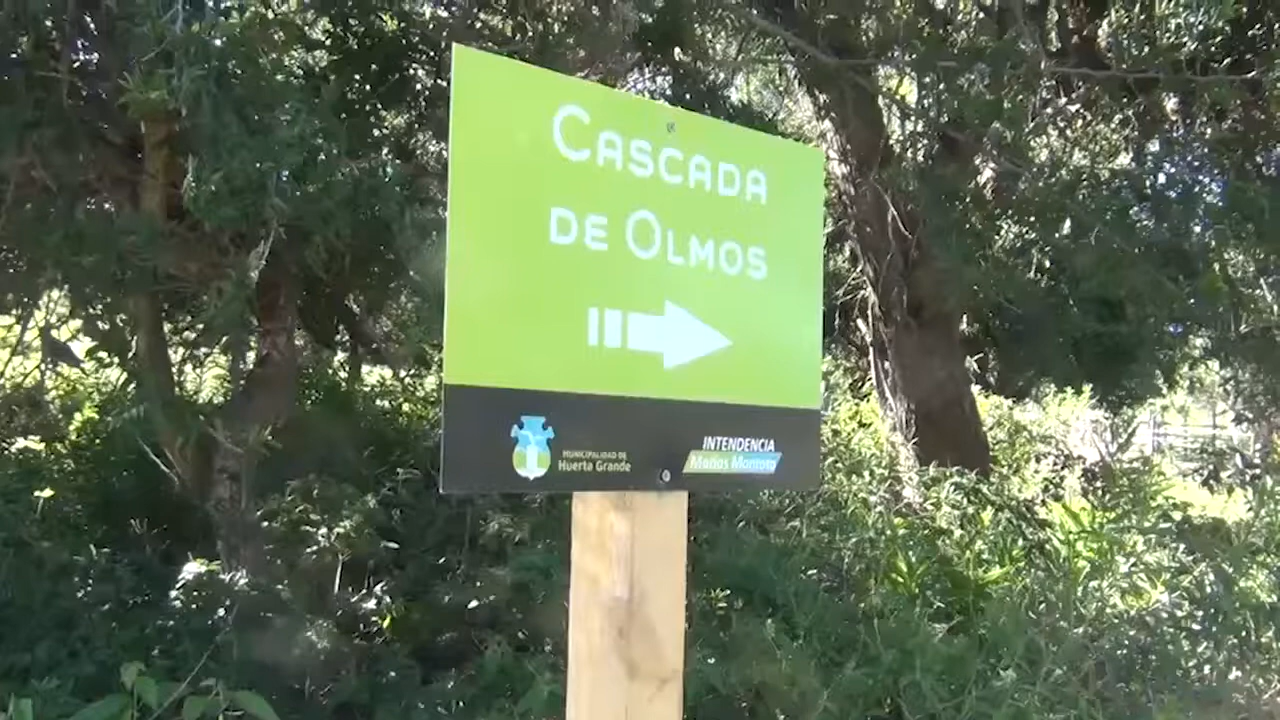 CASCADA
DE OLMOS
MUNICIPALIDAD DE
Huerta Grande
INTENDENCIA
Matías Montoto